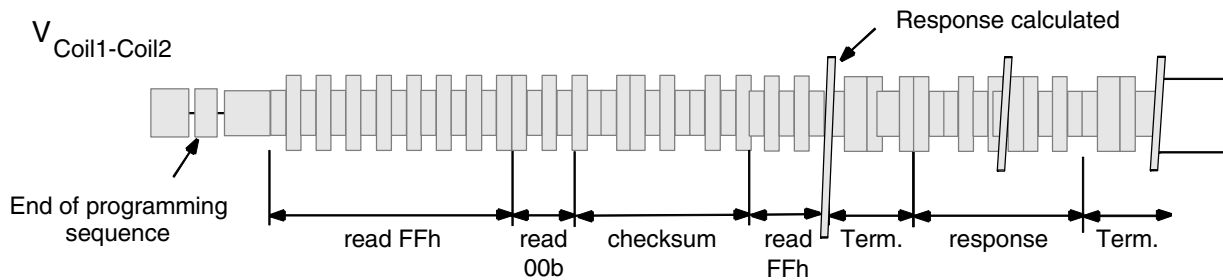 V Coil1-Coil2
Response calculated
End of programming
sequence
read FFh
read
00b
checksum
read
FFh
Term.
response
Term.